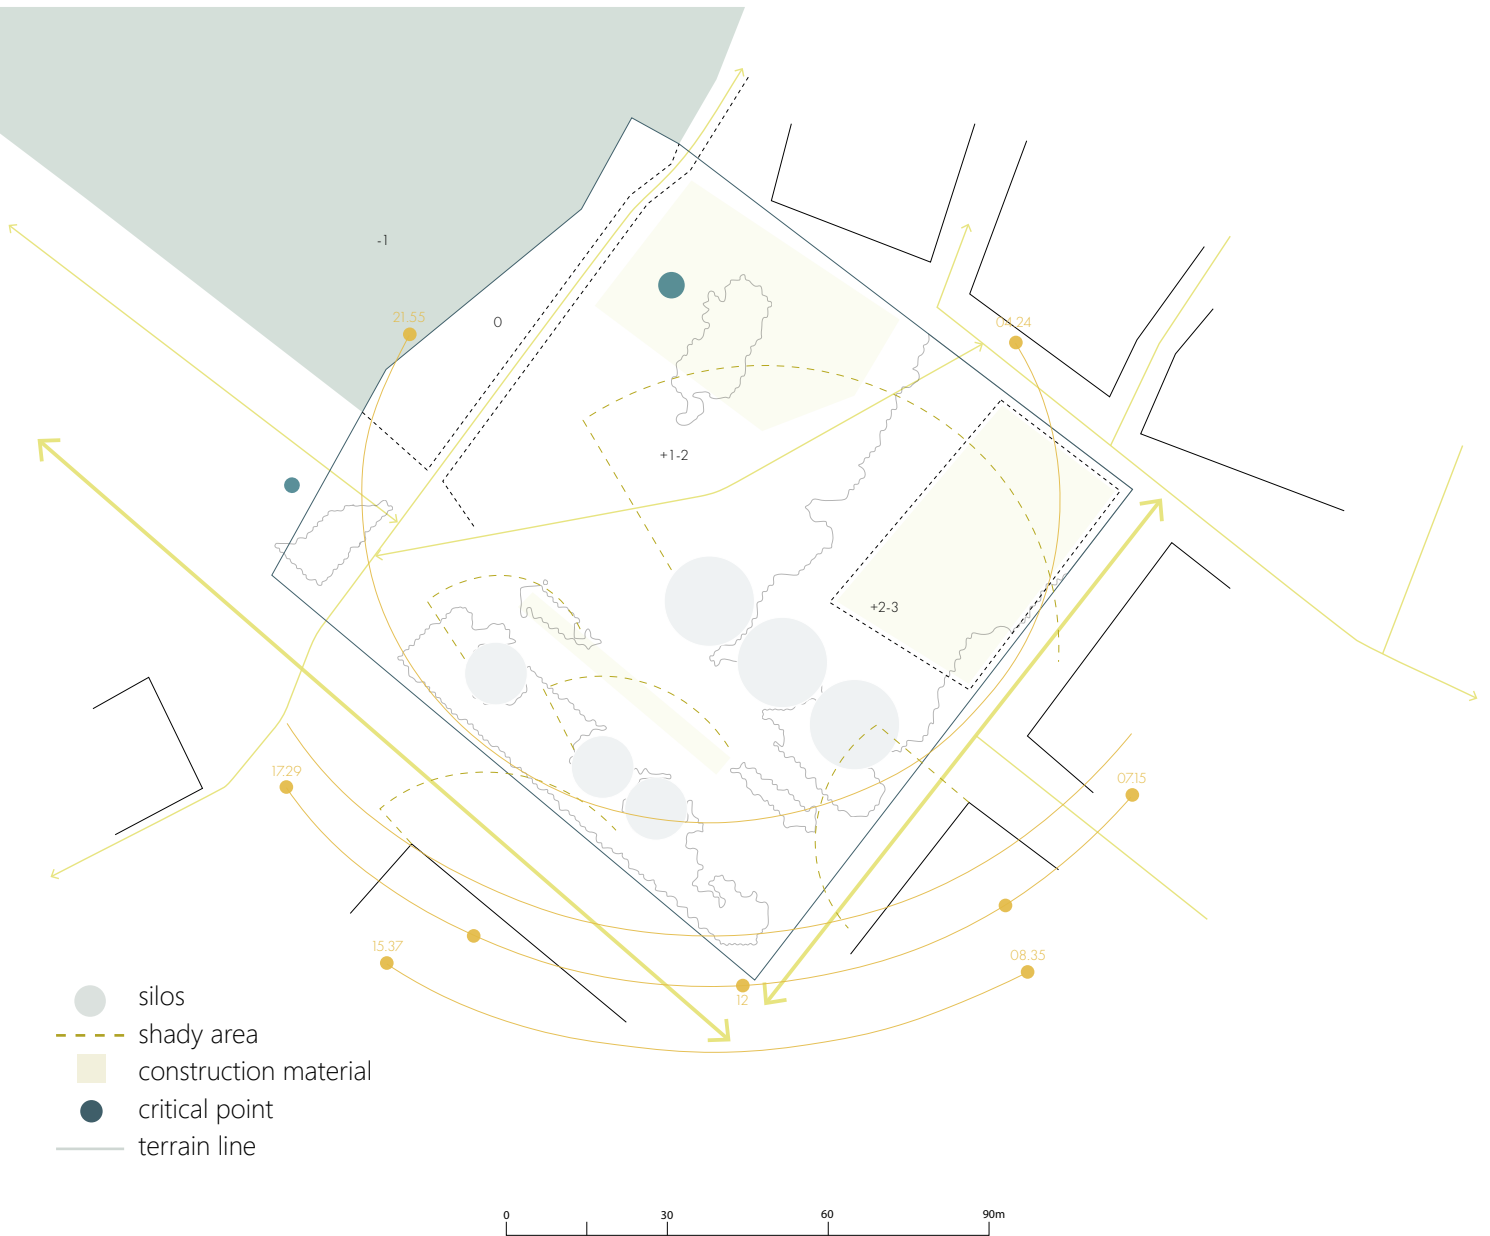 -1
21.55
0
04.24
+1-2
+2-3
17.29
07.15
15.37
08.35
12
silos
shady area
construction material
critical point
terrain line
0 30 60 90m